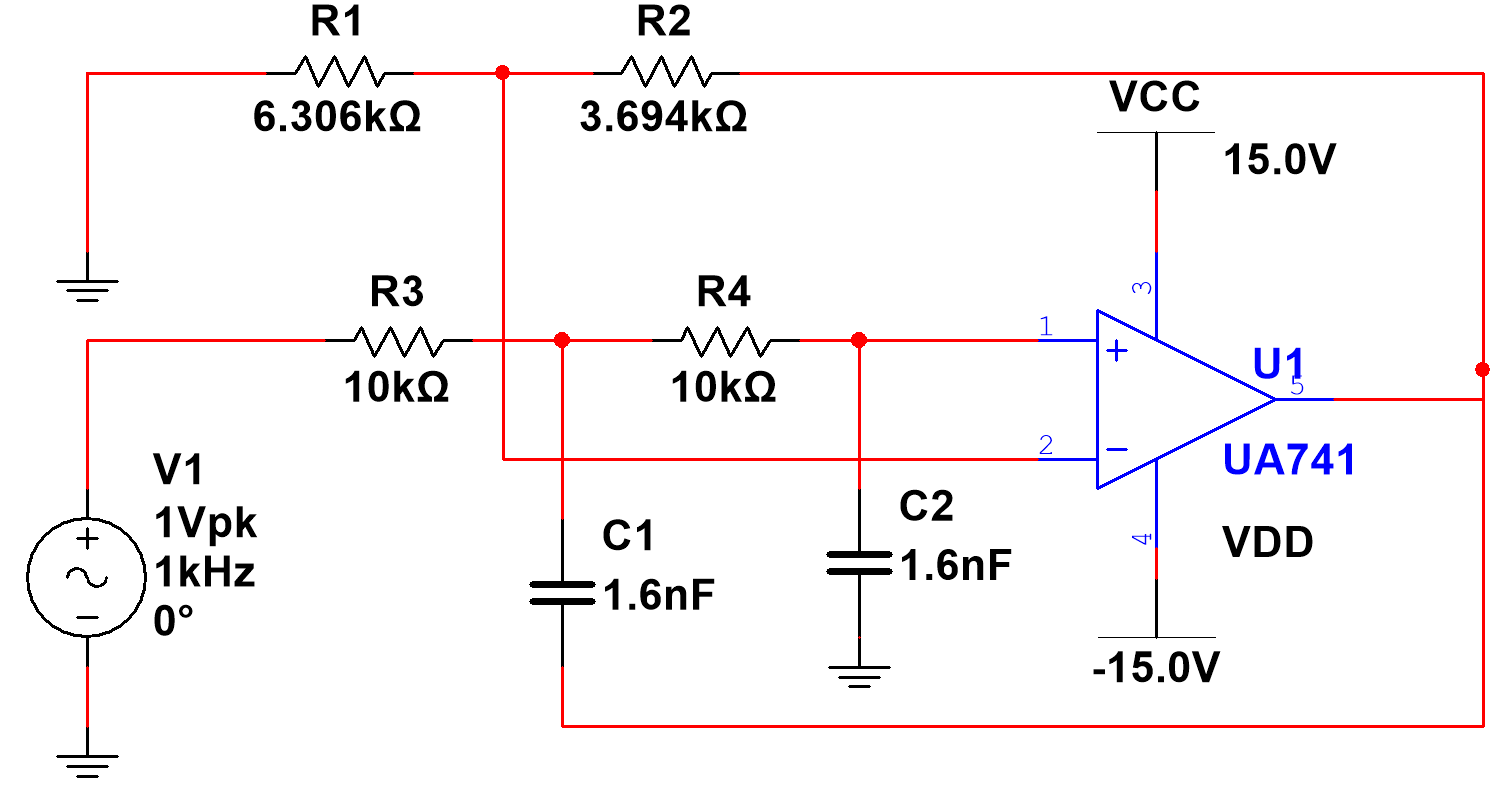 R1
6.306kΩ
R2
3.694kΩ
VCC
15.0V
R3
10kΩ
R4
10kΩ
3
1
+
U1
5
2
−
UA741
V1
1Vpk
1kHz
0°
+
−
C1
1.6nF
C2
1.6nF
4
VDD
-15.0V